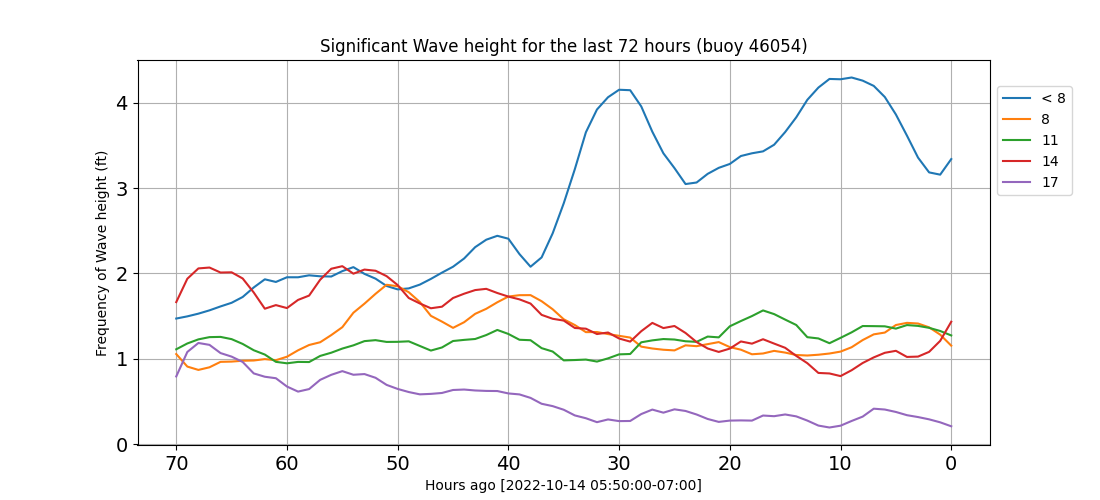 Significant Wave height for the last 72 hours (buoy 46054)
Frequency of Wave height (ft)
4
3
2
1
0
70 60 50 40 30 20 10 0
Hours ago [2022-10-14 05:50:00-07:00]
< 8
8
11
14
17